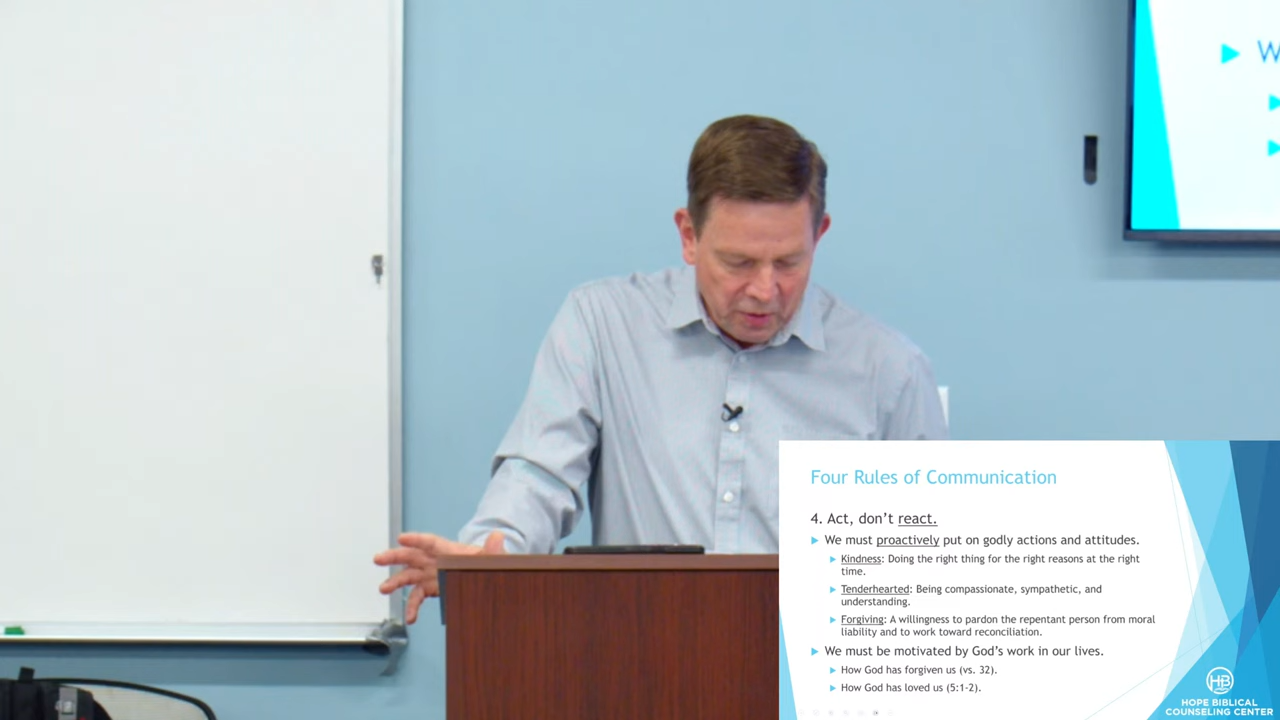 W
Four Rules of Communication
4. Act, don't react.
We must proactively put on godly actions and attitudes.
Kindness: Doing the right thing for the right reasons at the right
time.
Tenderhearted: Being compassionate, sympathetic, and
understanding.
Forgiving: A willingness to pardon the repentant person from moral
liability and to work toward reconciliation.
We must be motivated by God's work in our lives.
How God has forgiven us (vs. 32).
How God has loved us (5:1-2).
HB
HOPE BIBLICAL
COUNSELING CENTER